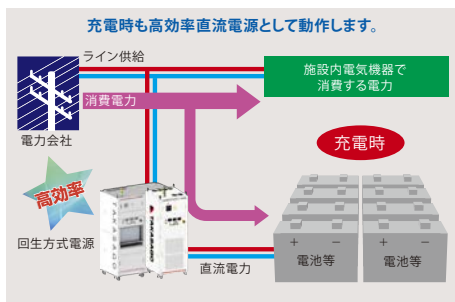 充電時も高効率直流電源として動作します。
ライン供給
施設内電気機器で
消費する電力
消費電力
電力会社
充電時
高効率
回生方式電源
TAKASAGO
直流電力
+ −
電池等
+ −
電池等